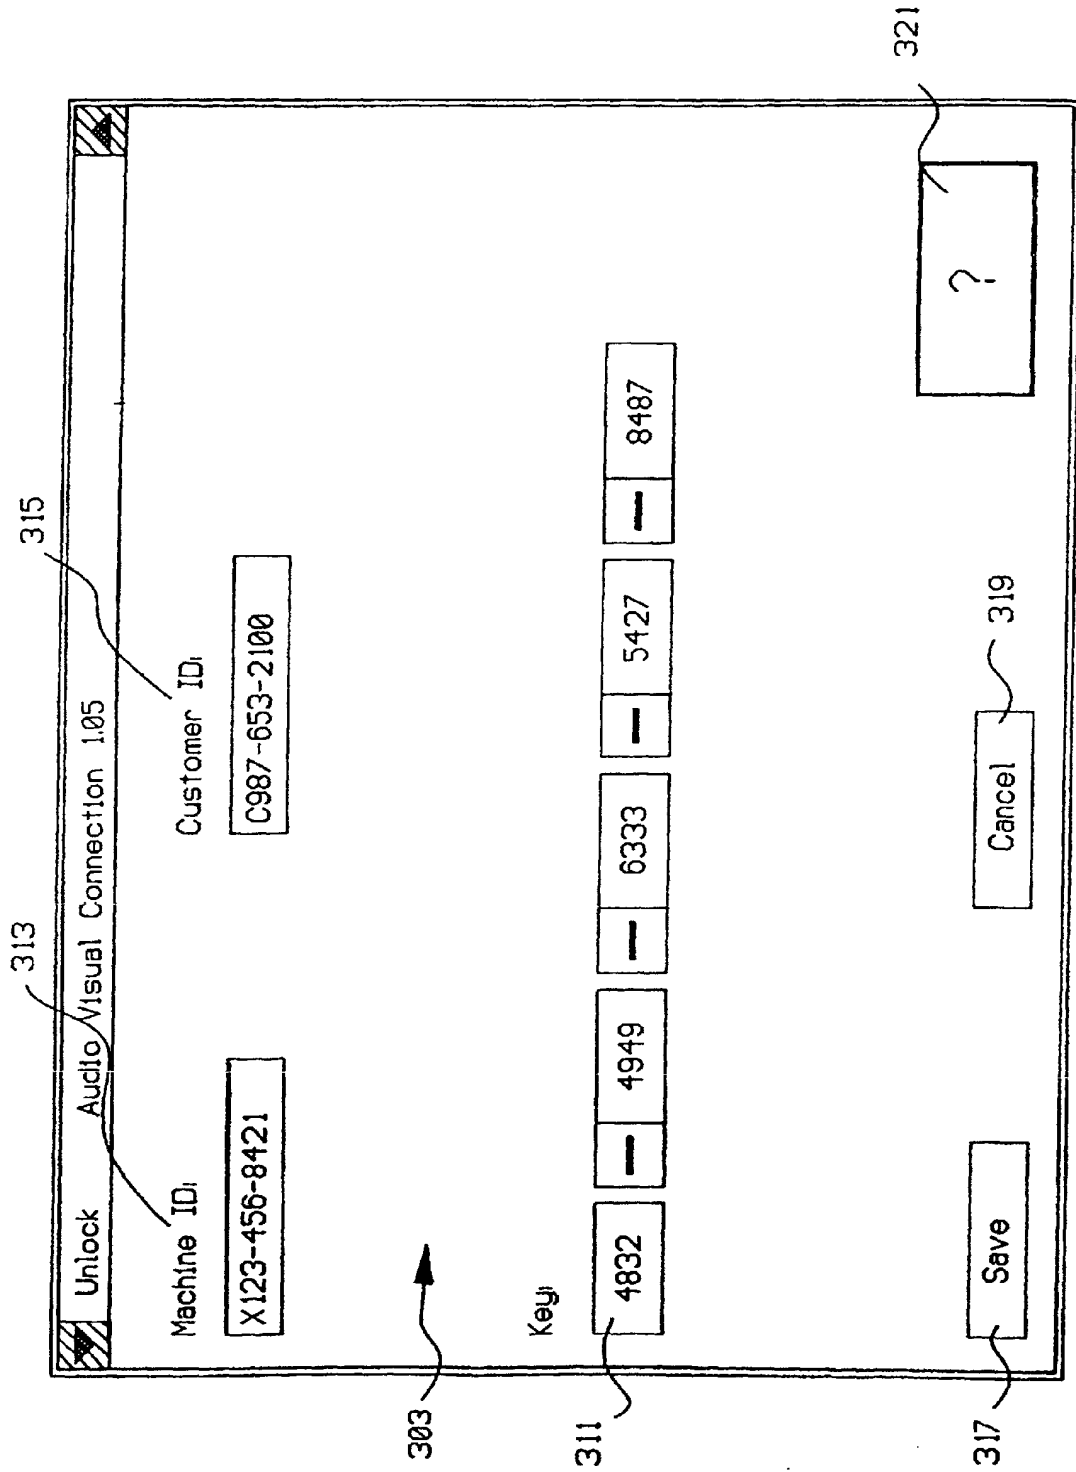 313
315
321
Unlock Audio Visual Connection 1.05
Machine ID: Customer ID:
X123-456-8421 C987-653-2100
303
Key:
311
4832 — 4949 — 6333 — 5427 — 8487
317
Save Cancel ?
319